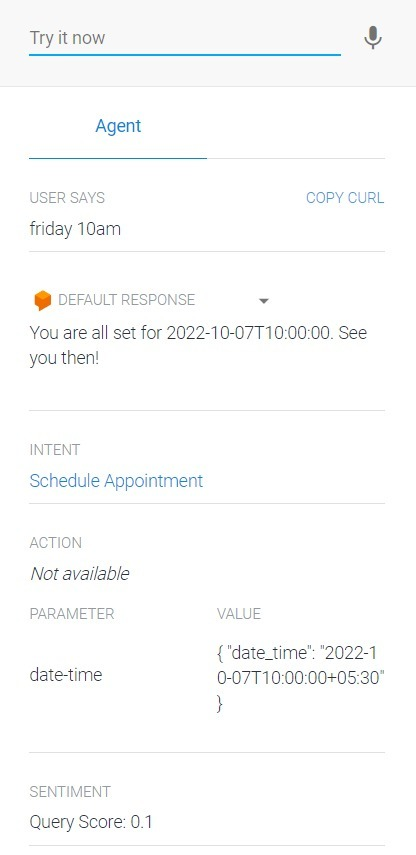 Try it now
Agent
USER SAYS COPY CURL
friday 10am
DEFAULT RESPONSE
You are all set for 2022-10-07T10:00:00. See
you then!
INTENT
Schedule Appointment
ACTION
Not available
PARAMETER VALUE
date-time
{ "date_time": "2022-1
0-07T10:00:00+05:30"
}
SENTIMENT
Query Score: 0.1